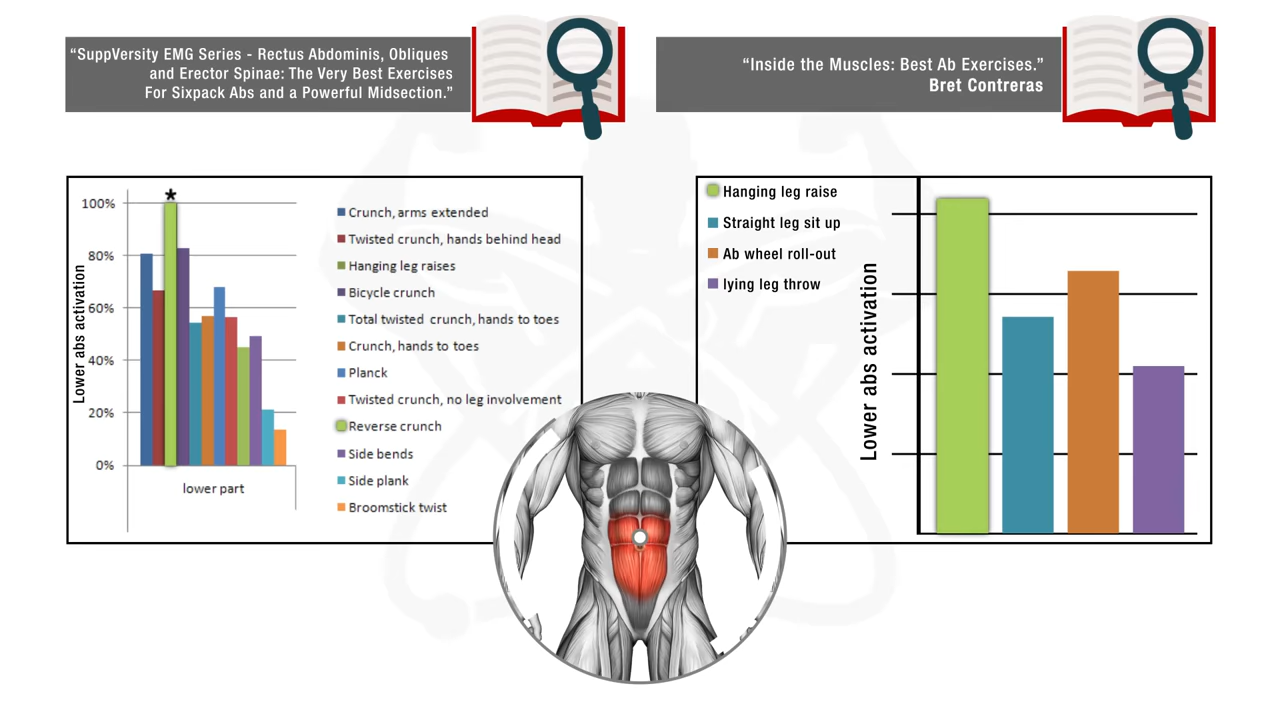 “SuppVersity EMG Series - Rectus Abdominis, Obliques
and Erector Spinae: The Very Best Exercises
For Sixpack Abs and a Powerful Midsection.”
“Inside the Muscles: Best Ab Exercises.”
Bret Contreras
Lower abs activation
*
100%
80%
60%
40%
20%
0%
lower part
Crunch, arms extended
Twisted crunch, hands behind head
Hanging leg raises
Bicycle crunch
Total twisted crunch, hands to toes
Crunch, hands to toes
Planck
Twisted crunch, no leg involvement
Reverse crunch
Side bends
Side plank
Broomstick twist
Hanging leg raise
Straight leg sit up
Ab wheel roll-out
lying leg throw
Lower abs activation